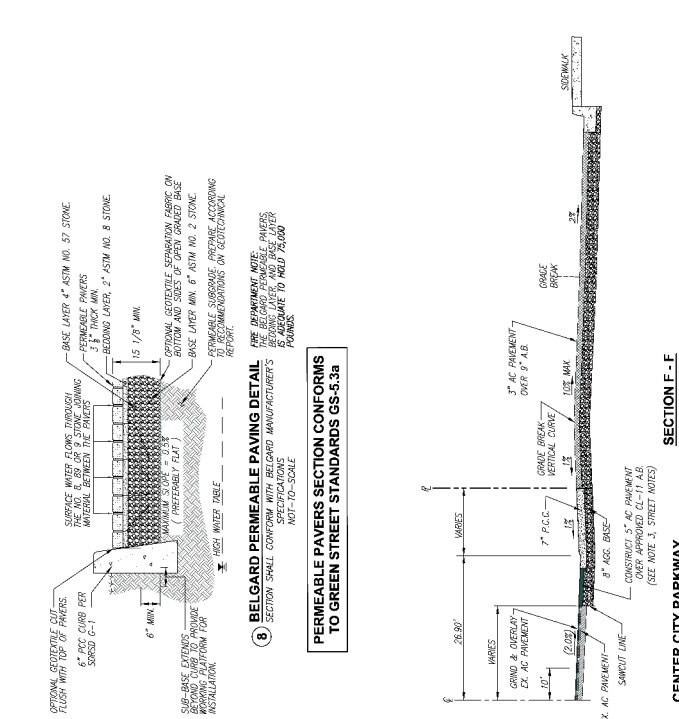 OPTIONAL GEOTEXTILE CUT
FLUSH WITH TOP OF PAVERS.
6" PCC CURB PER
SDRSD G-1
SURFACE WATER FLOWS THROUGH
THE NO. 8, 89 OR 9 STONE JOINING
MATERIAL BETWEEN THE PAVERS
BASE LAYER 4" ASTM NO. 57 STONE.
PERMEABLE PAVERS
3 1/8" THICK MIN.
BEDDING LAYER, 2" ASTM NO. 8 STONE.
15 1/8" MIN.
6" MIN.
MAXIMUM SLOPE = 0.5%
( PREFERABLY FLAT )
HIGH WATER TABLE
SUB-BASE EXTENDS
BEYOND CURB TO PROVIDE
WORKING PLATFORM FOR
INSTALLATION.
OPTIONAL GEOTEXTILE SEPARATION FABRIC ON
BOTTOM AND SIDES OF OPEN GRADED BASE
BASE LAYER MIN. 6" ASTM NO. 2 STONE.
PERMEABLE SUBGRADE. PREPARE ACCORDING
TO RECOMMENDATIONS ON GEOTECHNICAL
REPORT.
8 BELGARD PERMEABLE PAVING DETAIL
SECTION SHALL CONFORM WITH BELGARD MANUFACTURER'S
SPECIFICATIONS
NOT-TO-SCALE
FIRE DEPARTMENT NOTE:
THE BELGARD PERMEABLE PAVERS,
BEDDING LAYER, AND BASE LAYER
IS ADEQUATE TO HOLD 75,000
POUNDS.
PERMEABLE PAVERS SECTION CONFORMS
TO GREEN STREET STANDARDS GS-5.3a
26.90'
VARIES
VARIES
10'
GRIND & OVERLAY
EX. AC PAVEMENT
(2.0%)
X. AC PAVEMENT
SAWCUT LINE
7" P.C.C.
1%
8" AGG. BASE
CONSTRUCT 5" AC PAVEMENT
OVER APPROVED CL-11 A.B.
(SEE NOTE 3, STREET NOTES)
1%
GRADE BREAK
VERTICAL CURVE
10% MAX.
3" AC PAVEMENT
OVER 9" A.B.
GRADE
BREAK
2%
SIDEWALK
SECTION F - F
CENTER CITY PARKWAY